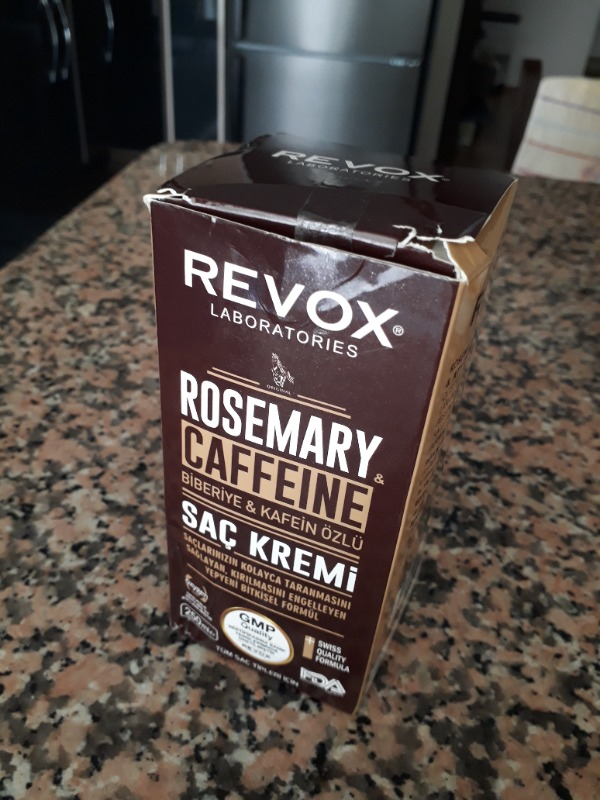 REVOX®
LABORATORIES
REVOX®
LABORATORIES
ORIGINAL
ROSEMARY
&
CAFFEINE
BİBERİYE & KAFEİN ÖZLÜ
SAÇ KREMİ
SAÇLARINIZIN KOLAYCA TARANMASINI
SAĞLAYAN, KIRILMASINI ENGELLEYEN
YEPYENİ BİTKİSEL FORMÜL
GMP
Quality
SWISS
QUALITY
FORMULA
TÜM SAÇ TİPLERİ İÇİN